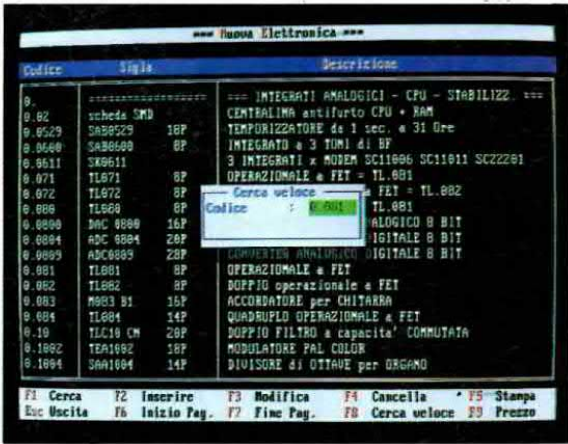 *** Nuova Elettronica ***
Codice Sigla Descrizione
0. ================== === INTEGRATI ANALOGICI - CPU - STABILIZZ. ===
0.02 scheda SMD CENTRALINA antifurto CPU + RAM
0.0529 SAB0529 18P TEMPORIZZATORE da 1 sec. a 31 Ore
0.0600 SAB0600 8P INTEGRATO a 3 TONI di BF
0.0611 SK0611 3 INTEGRATI x MODEM SC11006 SC11011 SC22201
0.071 TL071 8P OPERAZIONALE a FET = TL.081
0.072 TL072 8P a FET = TL.082
0.080 TL080 8P TL.081
0.0800 DAC 0800 16P ALOGICO 8 BIT
0.0804 ADC 0804 20P IGITALE 8 BIT
0.0809 ADC0809 28P CONVERTER ANALOGICO DIGITALE 8 BIT
Cerca veloce
Codice : 0.081
0.081 TL081 8P OPERAZIONALE a FET
0.082 TL082 8P DOPPIO operazionale a FET
0.083 M083 B1 16P ACCORDATORE per CHITARRA
0.084 TL084 14P QUADRUPLO OPERAZIONALE a FET
0.10 TLC10 CN 20P DOPPIO FILTRO a capacita' COMMUTATA
0.1002 TEA1002 18P MODULATORE PAL COLOR
0.1004 SAA1004 14P DIVISORE di OTTAVE per ORGANO
F1 Cerca F2 Inserire F3 Modifica F4 Cancella F5 Stampa
Esc Uscita F6 Inizio Pag. F7 Fine Pag. F8 Cerca veloce F9 Prezzo